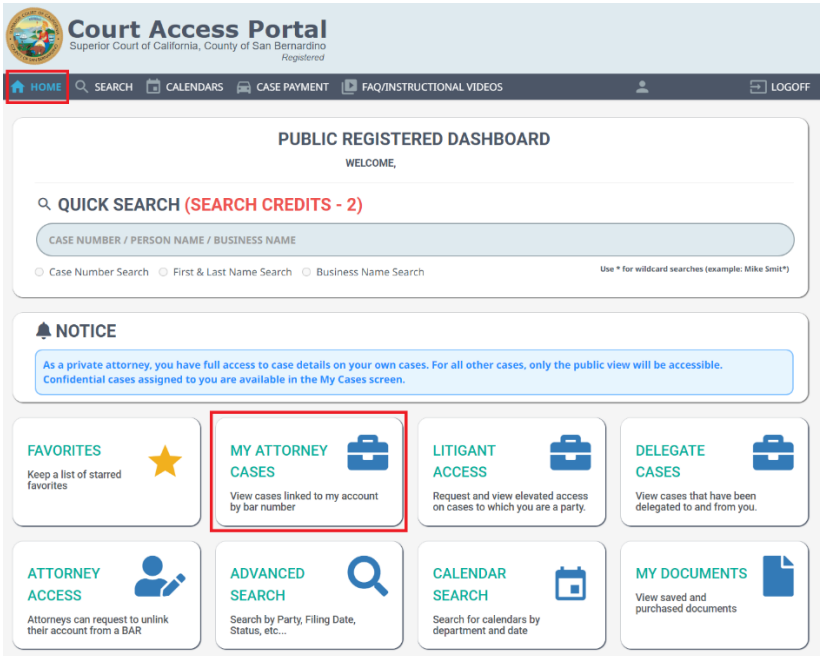 Court Access Portal
Superior Court of California, County of San Bernardino
Registered
HOME SEARCH CALENDARS CASE PAYMENT FAQ/INSTRUCTIONAL VIDEOS LOGOFF
PUBLIC REGISTERED DASHBOARD
WELCOME,
QUICK SEARCH (SEARCH CREDITS - 2)
CASE NUMBER / PERSON NAME / BUSINESS NAME
Case Number Search First & Last Name Search Business Name Search Use * for wildcard searches (example: Mike Smit*)
NOTICE
As a private attorney, you have full access to case details on your own cases. For all other cases, only the public view will be accessible.
Confidential cases assigned to you are available in the My Cases screen.
FAVORITES
Keep a list of starred
favorites
MY ATTORNEY
CASES
View cases linked to my account
by bar number
LITIGANT
ACCESS
Request and view elevated access
on cases to which you are a party.
DELEGATE
CASES
View cases that have been
delegated to and from you.
ATTORNEY
ACCESS
Attorneys can request to unlink
their account from a BAR
ADVANCED
SEARCH
Search by Party, Filing Date,
Status, etc...
CALENDAR
SEARCH
Search for calendars by
department and date
MY DOCUMENTS
View saved and
purchased documents